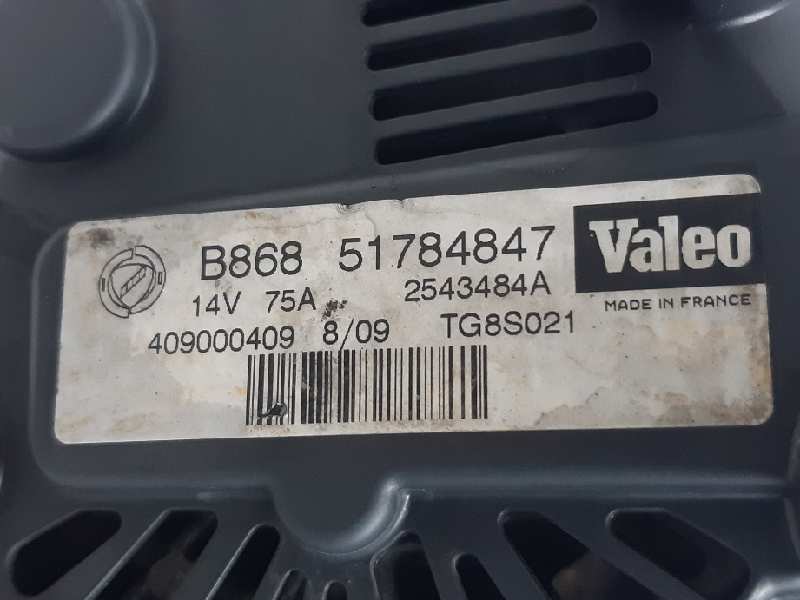 B868 51784847
Valeo
14V 75A 2543484A
MADE IN FRANCE
409000409 8/09 TG8S021